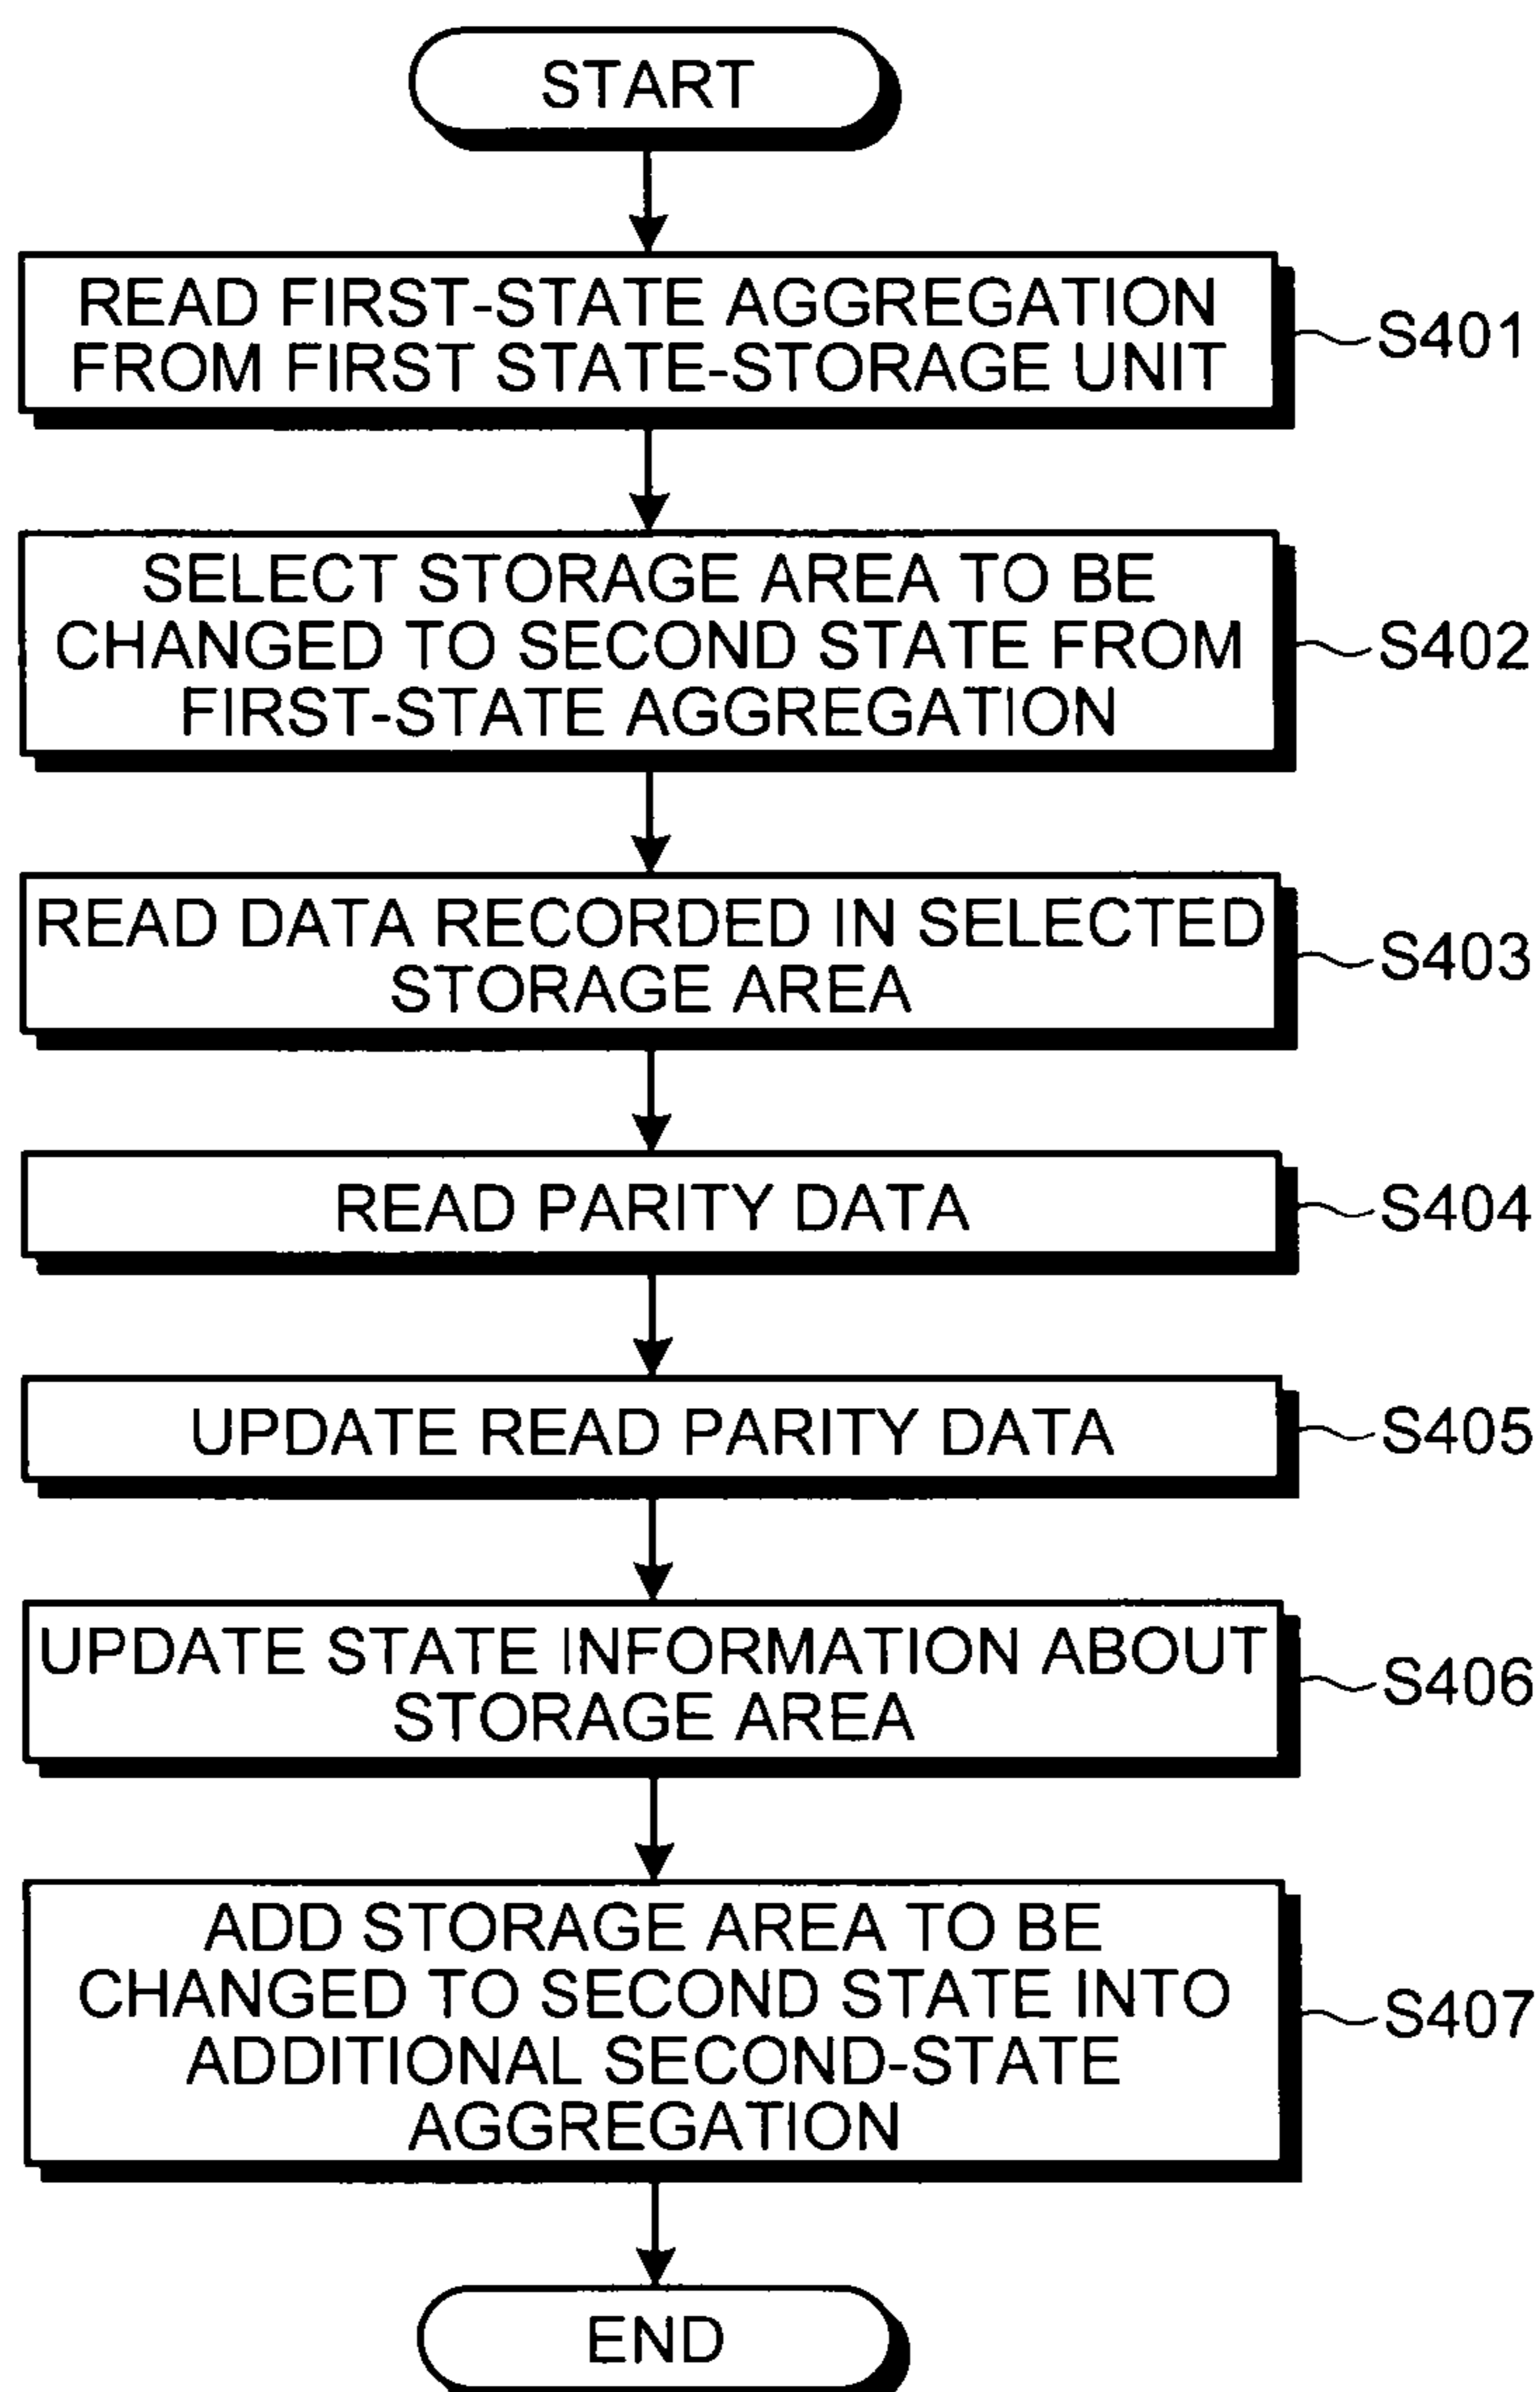 START
READ FIRST-STATE AGGREGATION
FROM FIRST STATE-STORAGE UNIT
S401
SELECT STORAGE AREA TO BE
CHANGED TO SECOND STATE FROM
FIRST-STATE AGGREGATION
S402
READ DATA RECORDED IN SELECTED
STORAGE AREA
S403
READ PARITY DATA
S404
UPDATE READ PARITY DATA
S405
UPDATE STATE INFORMATION ABOUT
STORAGE AREA
S406
ADD STORAGE AREA TO BE
CHANGED TO SECOND STATE INTO
ADDITIONAL SECOND-STATE
AGGREGATION
S407
END